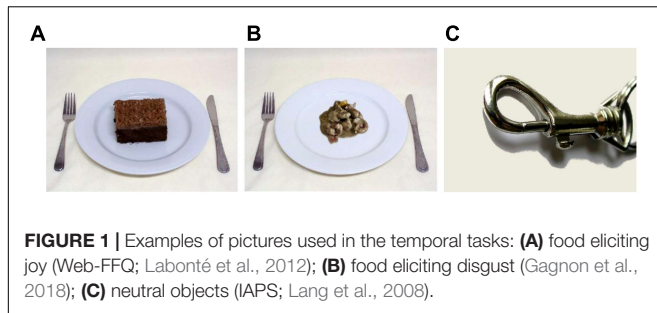 A B C
FIGURE 1 | Examples of pictures used in the temporal tasks: (A) food eliciting
joy (Web-FFQ; Labonté et al., 2012); (B) food eliciting disgust (Gagnon et al.,
2018); (C) neutral objects (IAPS; Lang et al., 2008).